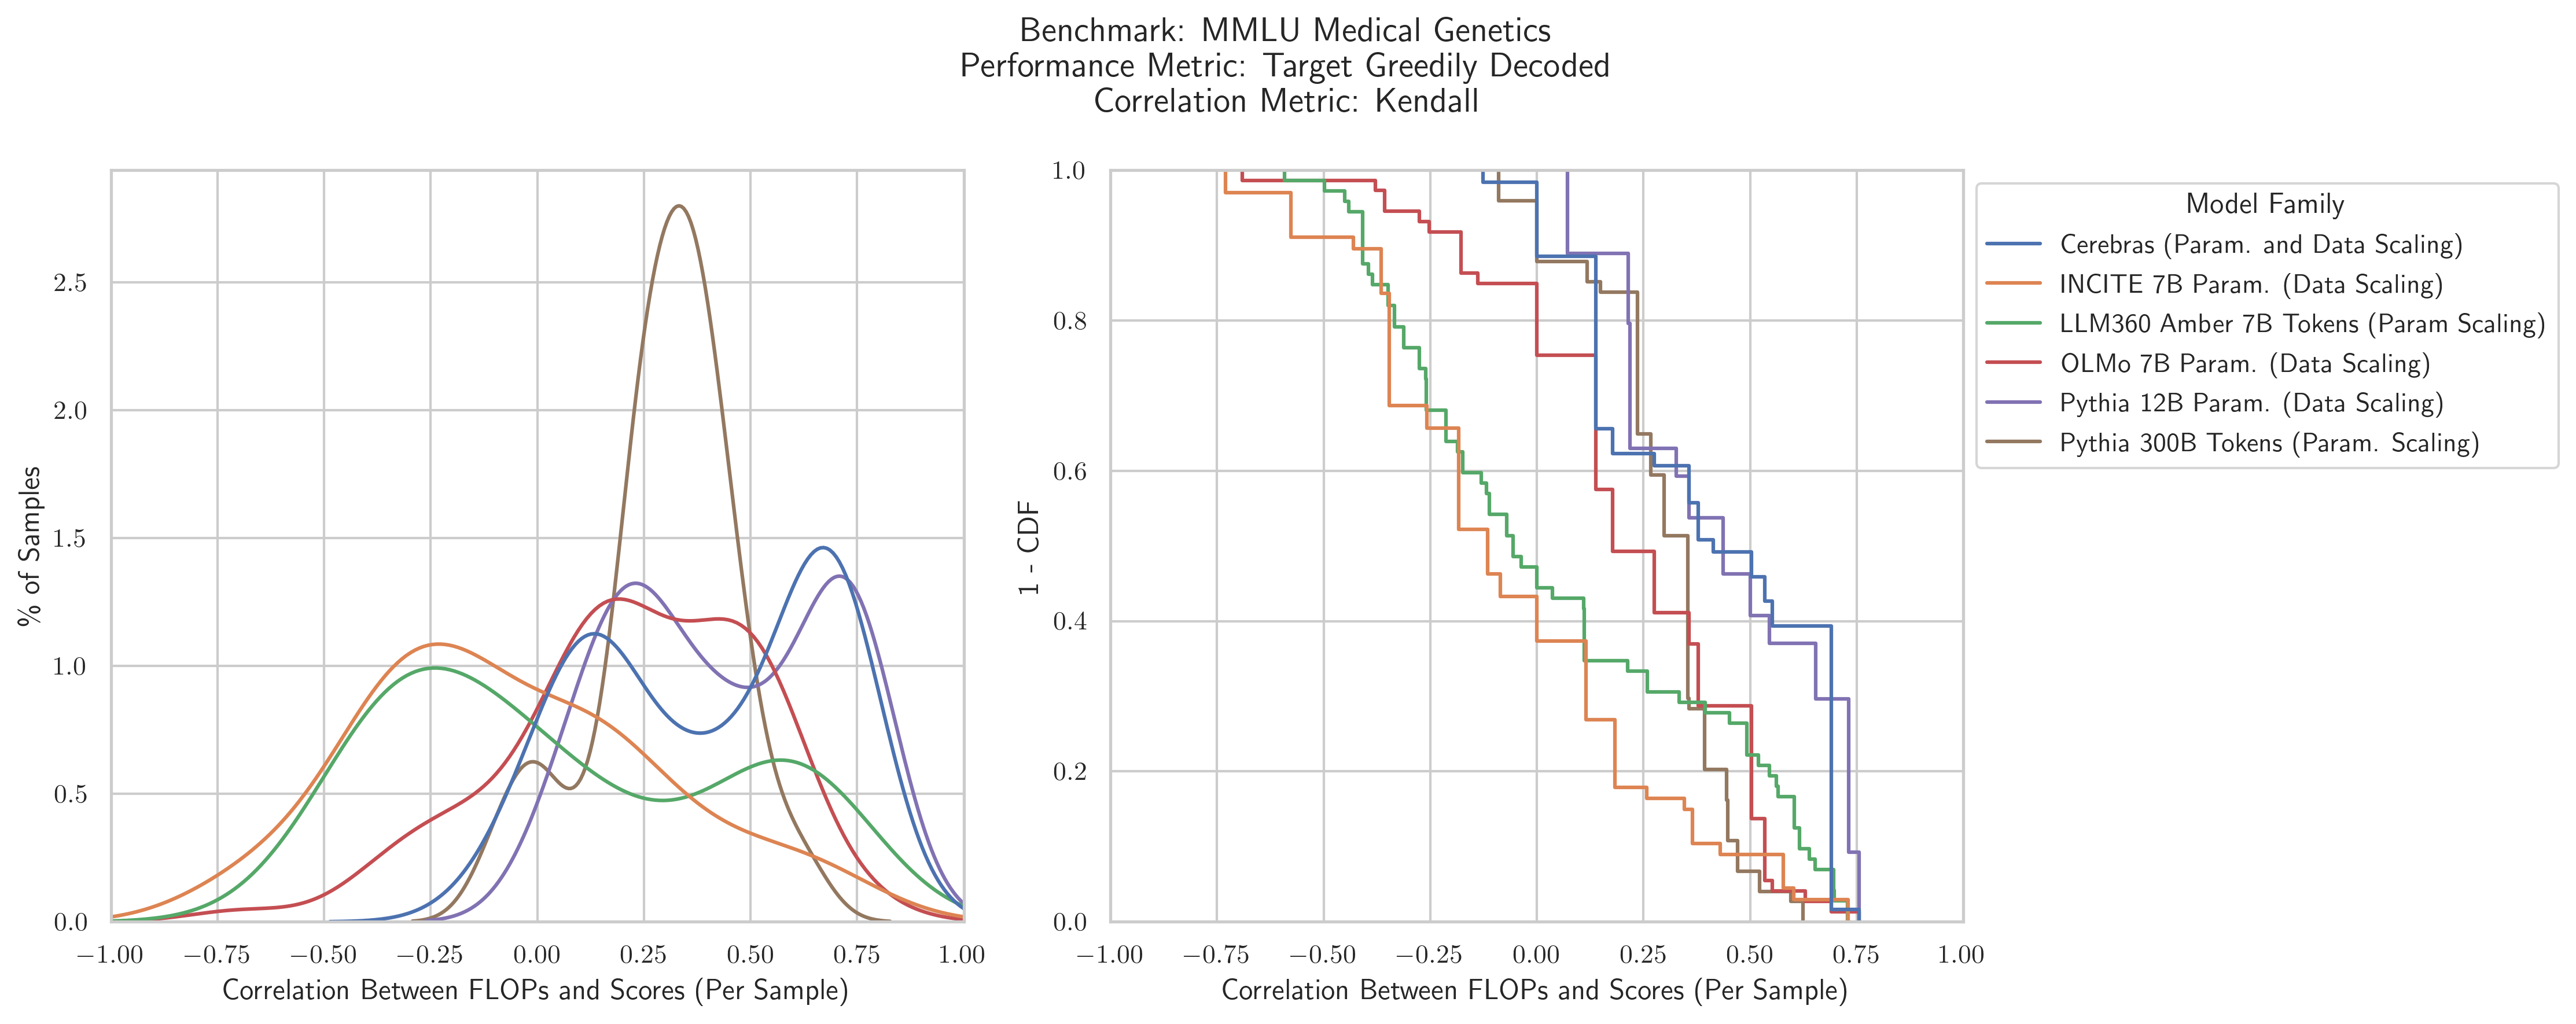 Benchmark: MMLU Medical Genetics
Performance Metric: Target Greedily Decoded
Correlation Metric: Kendall
% of Samples
2.5
2.0
1.5
1.0
0.5
0.0
−1.00 −0.75 −0.50 −0.25 0.00 0.25 0.50 0.75 1.00
Correlation Between FLOPs and Scores (Per Sample)
1 - CDF
1.0
0.8
0.6
0.4
0.2
0.0
−1.00 −0.75 −0.50 −0.25 0.00 0.25 0.50 0.75 1.00
Correlation Between FLOPs and Scores (Per Sample)
Model Family
Cerebras (Param. and Data Scaling)
INCITE 7B Param. (Data Scaling)
LLM360 Amber 7B Tokens (Param Scaling)
OLMo 7B Param. (Data Scaling)
Pythia 12B Param. (Data Scaling)
Pythia 300B Tokens (Param. Scaling)